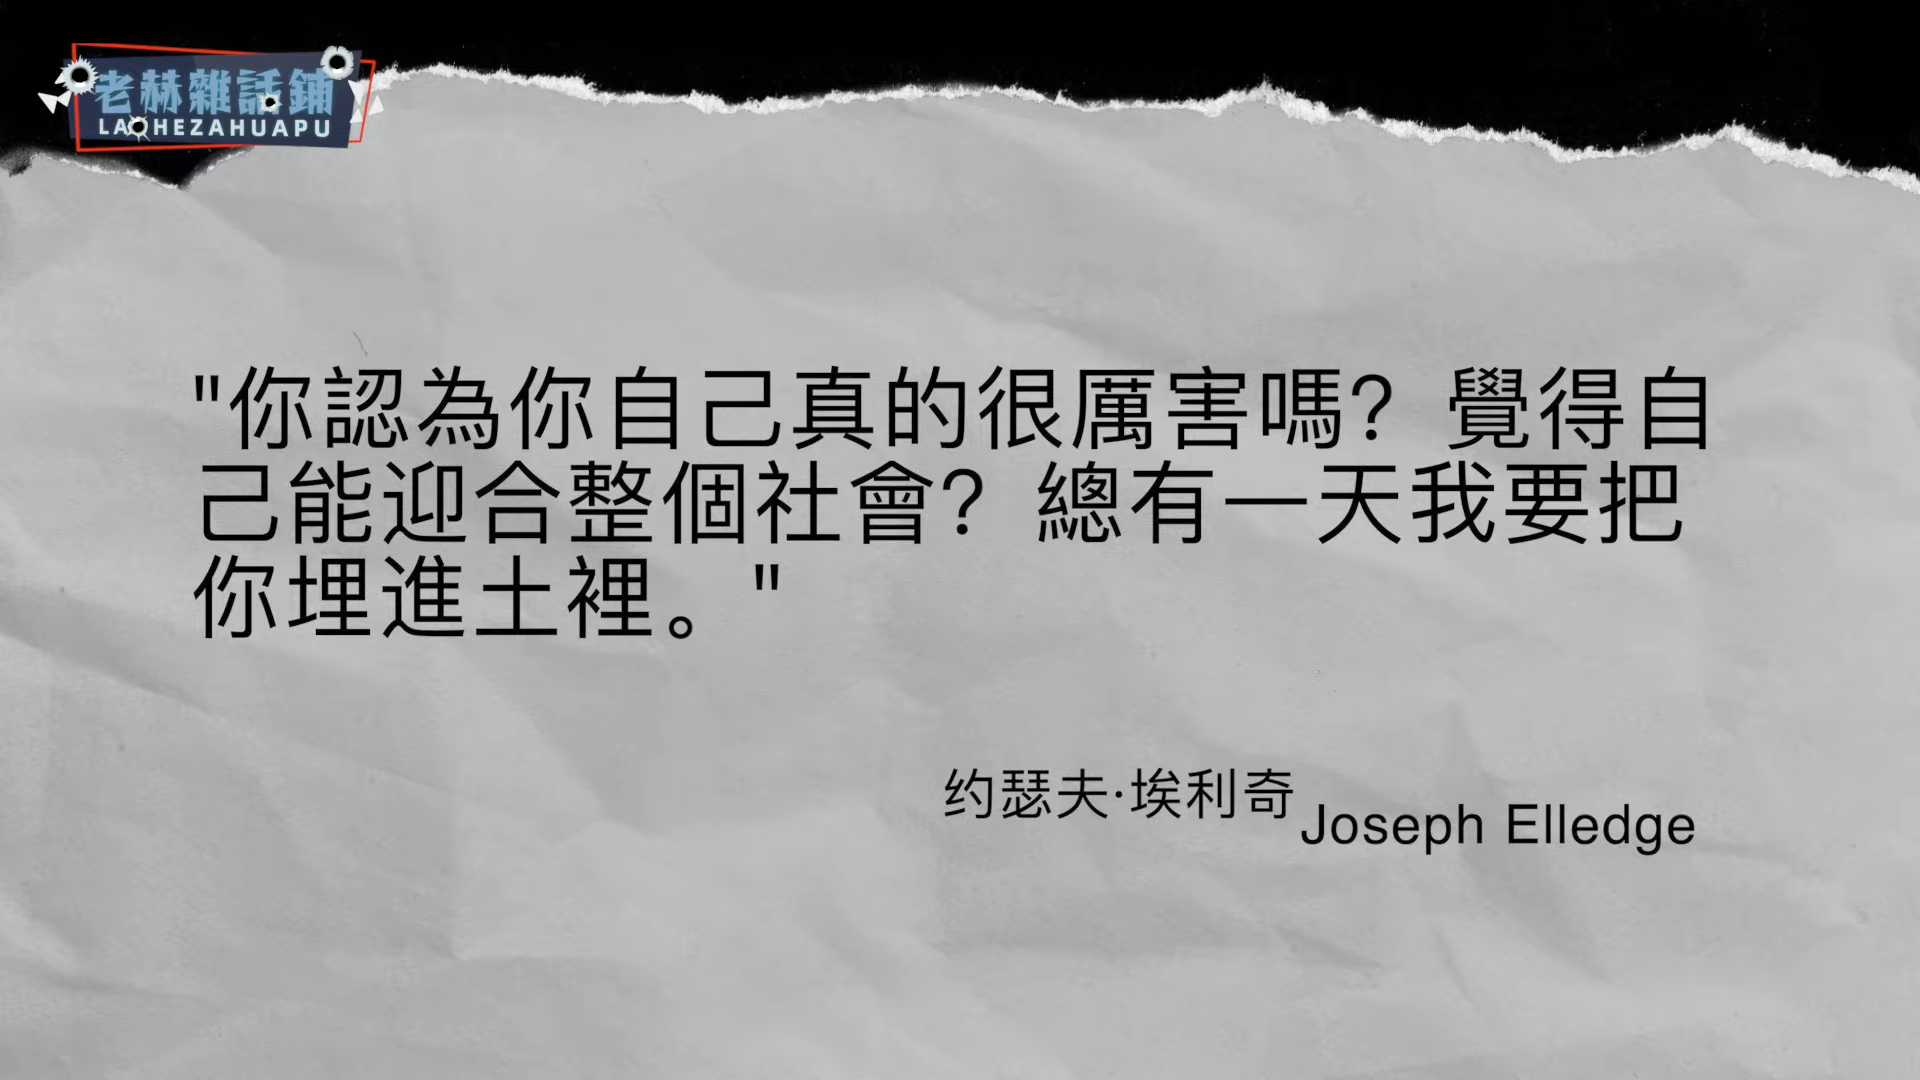 老赫雜話鋪
LAOHEZAHUAPU
"你認為你自己真的很厲害嗎？覺得自
己能迎合整個社會？總有一天我要把
你埋進土裡。"
约瑟夫·埃利奇 Joseph Elledge